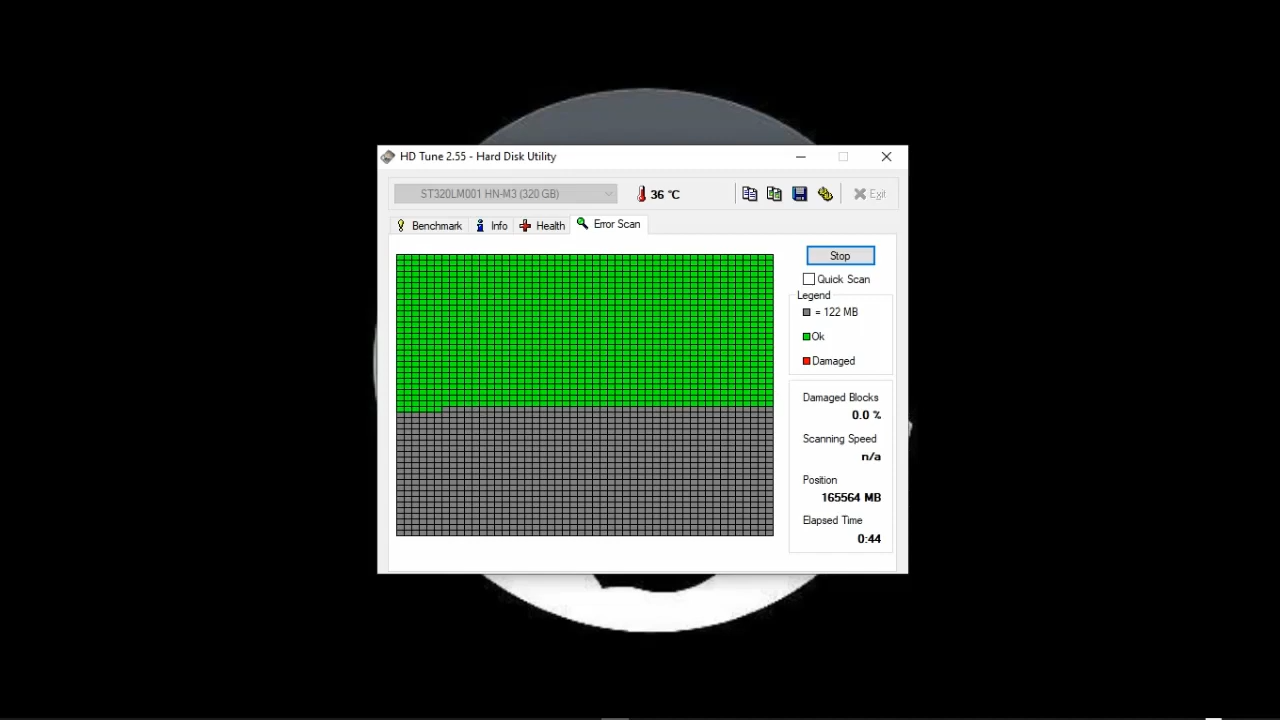 HD Tune 2.55 - Hard Disk Utility
ST320LM001 HN-M3 (320 GB)
36 °C
Exit
Benchmark
Info
Health
Error Scan
Stop
Quick Scan
Legend
= 122 MB
Ok
Damaged
Damaged Blocks
0.0 %
Scanning Speed
n/a
Position
165564 MB
Elapsed Time
0:44